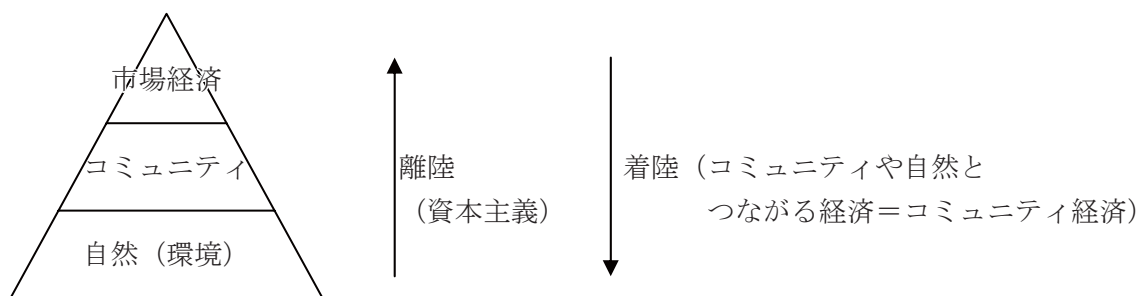 市場経済
コミュニティ
自然（環境）
離陸
（資本主義）
着陸（コミュニティや自然と
つながる経済＝コミュニティ経済）